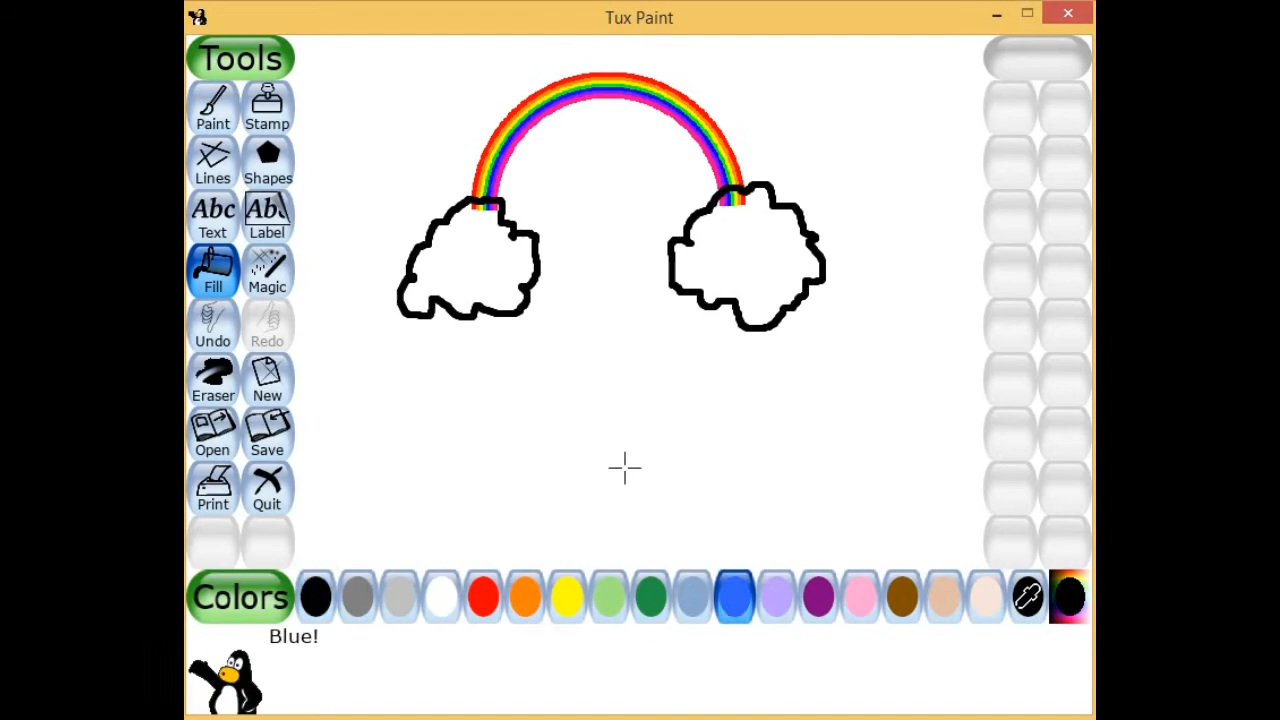 Tux Paint
Tools
Paint Stamp
Lines Shapes
Abc Abc
Text Label
Fill Magic
Undo Redo
Eraser New
Open Save
Print Quit
Colors
Blue!